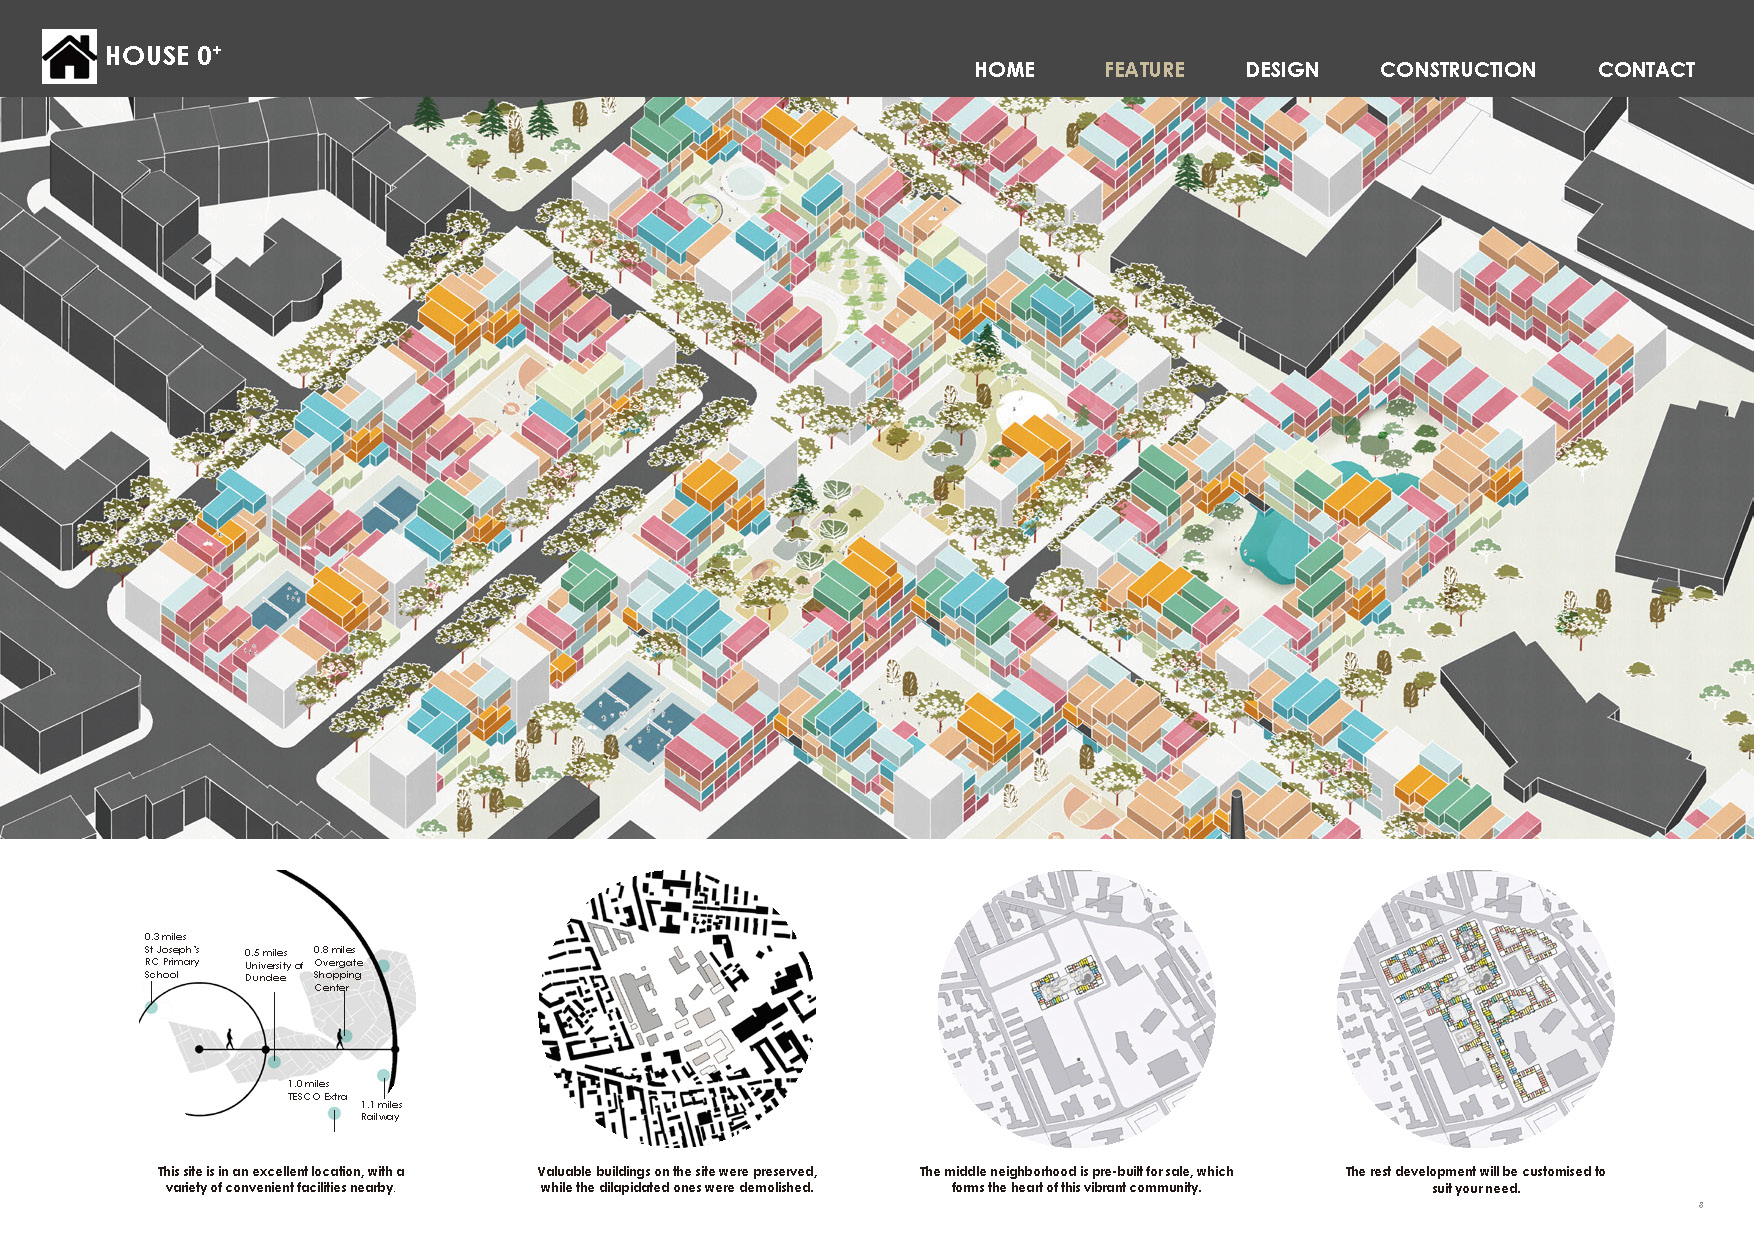 HOUSE 0⁺
HOME
FEATURE
DESIGN
CONSTRUCTION
CONTACT
0.3 miles
St Joseph's
RC Primary
School
0.5 miles
University of
Dundee
0.8 miles
Overgate
Shopping
Center
1.0 miles
TESCO Extra
1.1 miles
Railway
This site is in an excellent location, with a
variety of convenient facilities nearby.
Valuable buildings on the site were preserved,
while the dilapidated ones were demolished.
The middle neighborhood is pre-built for sale, which
forms the heart of this vibrant community.
The rest development will be customised to
suit your need.
8